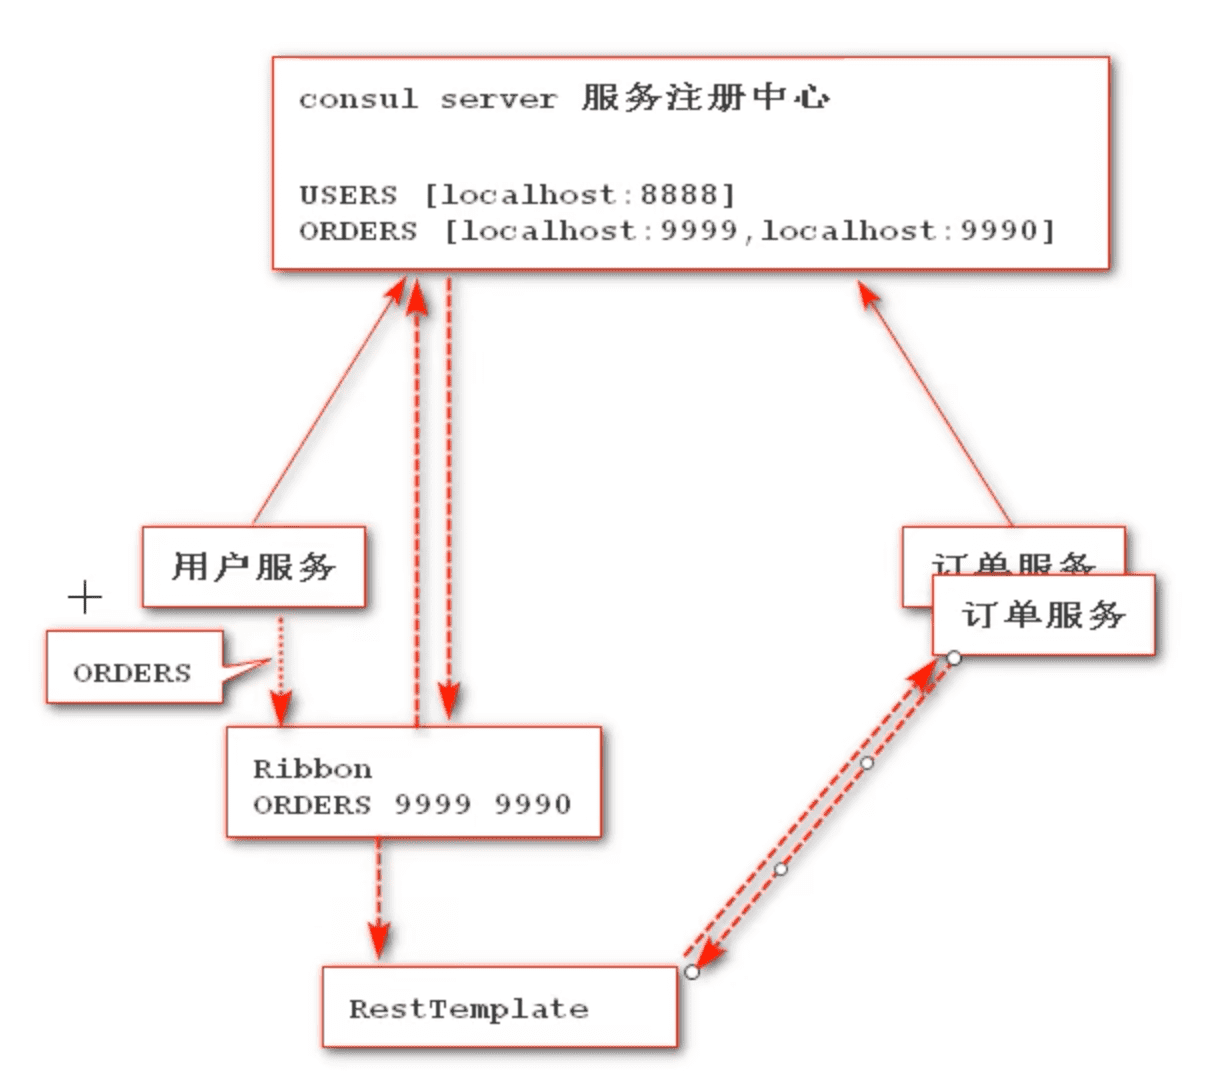 consul server 服务注册中心
USERS [localhost:8888]
ORDERS [localhost:9999,localhost:9990]
用户服务
订单服务
订单服务
ORDERS
Ribbon
ORDERS 9999 9990
RestTemplate